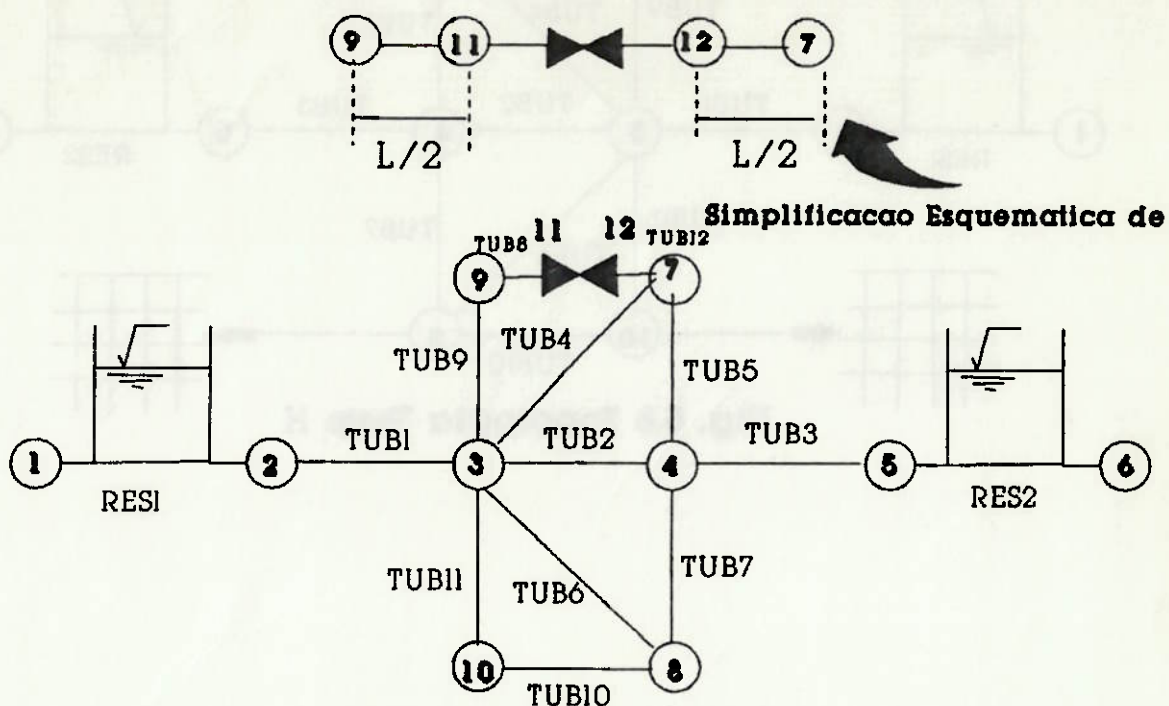 9 11 12 7
L/2 L/2
Simplificacao Esquematica de
TUB8 11 12 TUB12
9 7
TUB4
TUB9 TUB5
TUB1 TUB2 TUB3
1 2 3 4 5 6
RES1 RES2
TUB11 TUB6 TUB7
10 8
TUB10